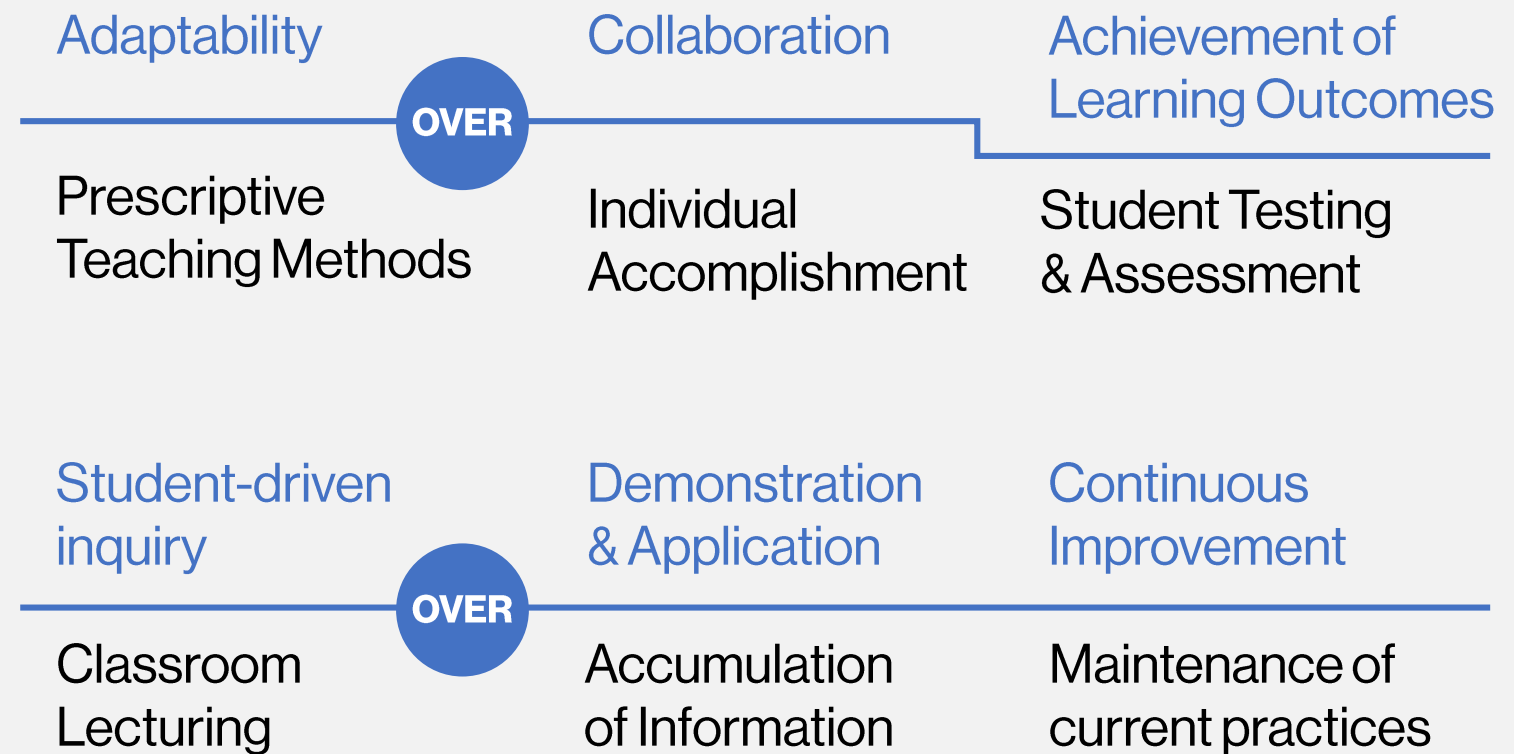 Adaptability
OVER
Prescriptive
Teaching Methods
Collaboration
Individual
Accomplishment
Achievement of
Learning Outcomes
Student Testing
& Assessment
Student-driven
inquiry
OVER
Classroom
Lecturing
Demonstration
& Application
Accumulation
of Information
Continuous
Improvement
Maintenance of
current practices